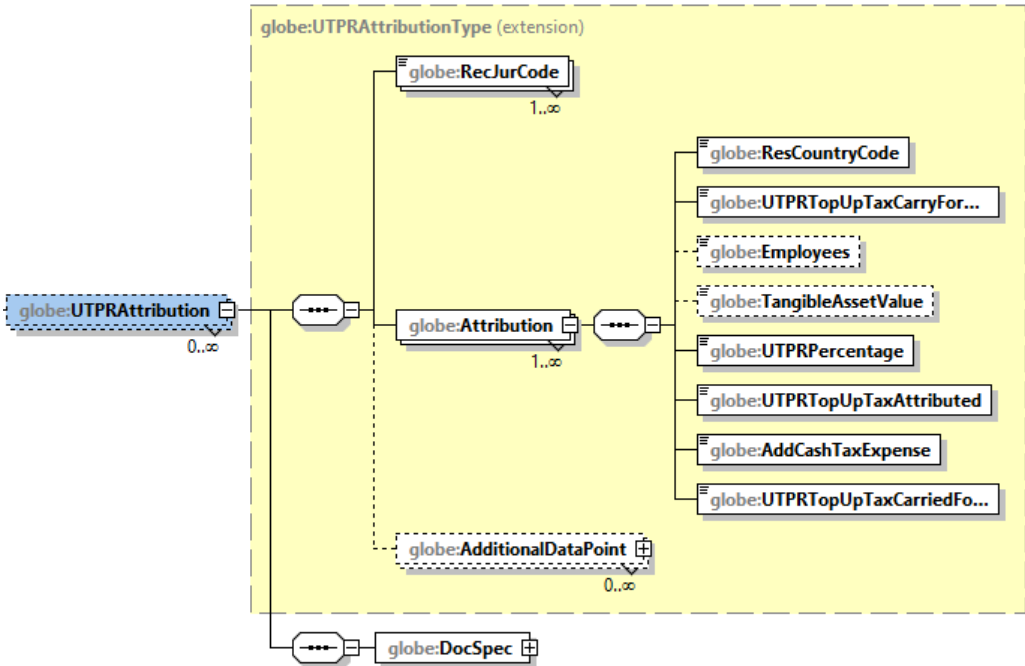 globe:UTPRAttributionType (extension)
globe:RecJurCode
1..∞
globe:ResCountryCode
globe:UTPRTopUpTaxCarryFor...
globe:Employees
globe:UTPRAttribution
0..∞
globe:TangibleAssetValue
globe:Attribution
1..∞
globe:UTPRPercentage
globe:UTPRTopUpTaxAttributed
globe:AddCashTaxExpense
globe:UTPRTopUpTaxCarriedFo...
globe:AdditionalDataPoint
0..∞
globe:DocSpec